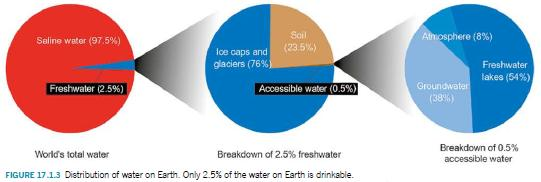 Saline water (97.5%)
Freshwater (2.5%)
World's total water
Ice caps and
glaciers (76%)
Soil
(23.5%)
Accessible water (0.5%)
Breakdown of 2.5% freshwater
Atmosphere (8%)
Freshwater
lakes (54%)
Groundwater
(38%)
Breakdown of 0.5%
accessible water
FIGURE 17.1.3 Distribution of water on Earth. Only 2.5% of the water on Earth is drinkable.